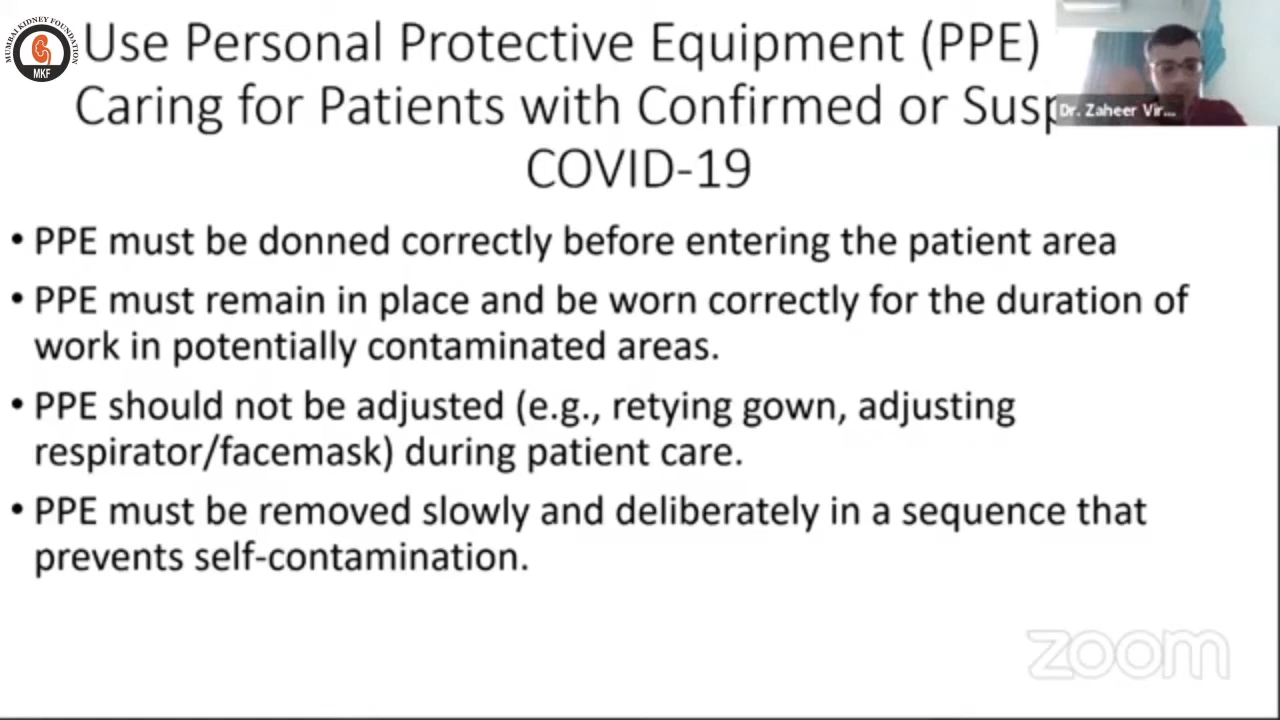 MUMBAI KIDNEY FOUNDATION
MKF
Use Personal Protective Equipment (PPE)
Caring for Patients with Confirmed or Susp
Dr. Zaheer Vir...
COVID-19
• PPE must be donned correctly before entering the patient area
• PPE must remain in place and be worn correctly for the duration of
work in potentially contaminated areas.
• PPE should not be adjusted (e.g., retying gown, adjusting
respirator/facemask) during patient care.
• PPE must be removed slowly and deliberately in a sequence that
prevents self-contamination.
zoom